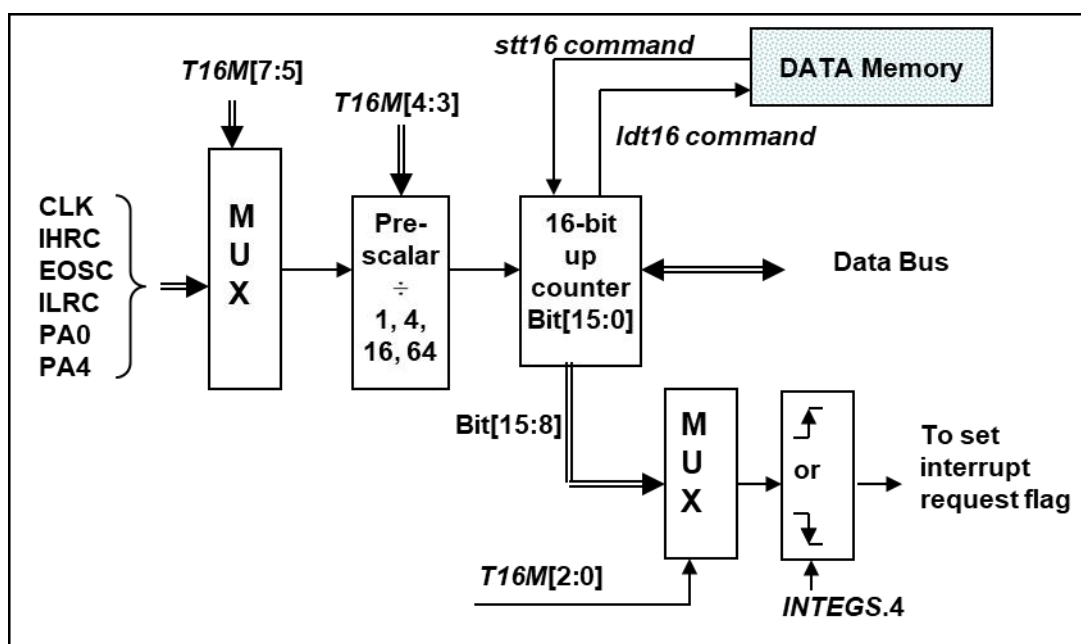 stt16 command
DATA Memory
T16M[7:5]
T16M[4:3]
ldt16 command
CLK
IHRC
EOSC
ILRC
PA0
PA4
M
U
X
Pre-
scalar
÷
1, 4,
16, 64
16-bit
up
counter
Bit[15:0]
Data Bus
Bit[15:8]
M
U
X
or
To set
interrupt
request flag
T16M[2:0]
INTEGS.4